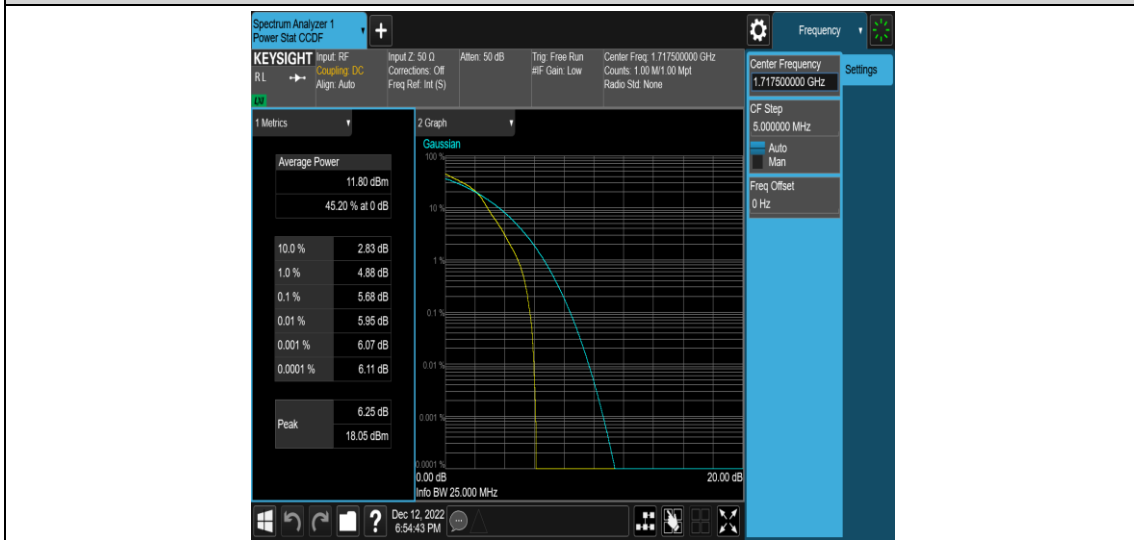 Spectrum Analyzer 1
Power Stat CCDF
+
Frequency
KEYSIGHT
RL
LXI
Input: RF
Coupling: DC
Align: Auto
Input Z: 50 Ω
Corrections: Off
Freq Ref: Int (S)
Atten: 50 dB
Trig: Free Run
#IF Gain: Low
Center Freq: 1.717500000 GHz
Counts: 1.00 M/1.00 Mpt
Radio Std: None
Center Frequency
1.717500000 GHz
Settings
CF Step
5.000000 MHz
Auto
Man
Freq Offset
0 Hz
1 Metrics
Average Power
11.80 dBm
45.20 % at 0 dB
10.0 % 2.83 dB
1.0 % 4.88 dB
0.1 % 5.68 dB
0.01 % 5.95 dB
0.001 % 6.07 dB
0.0001 % 6.11 dB
Peak
6.25 dB
18.05 dBm
2 Graph
Gaussian
100 %
10 %
1 %
0.1 %
0.01 %
0.001 %
0.0001 %
0.00 dB 20.00 dB
Info BW 25.000 MHz
?
Dec 12, 2022
6:54:43 PM